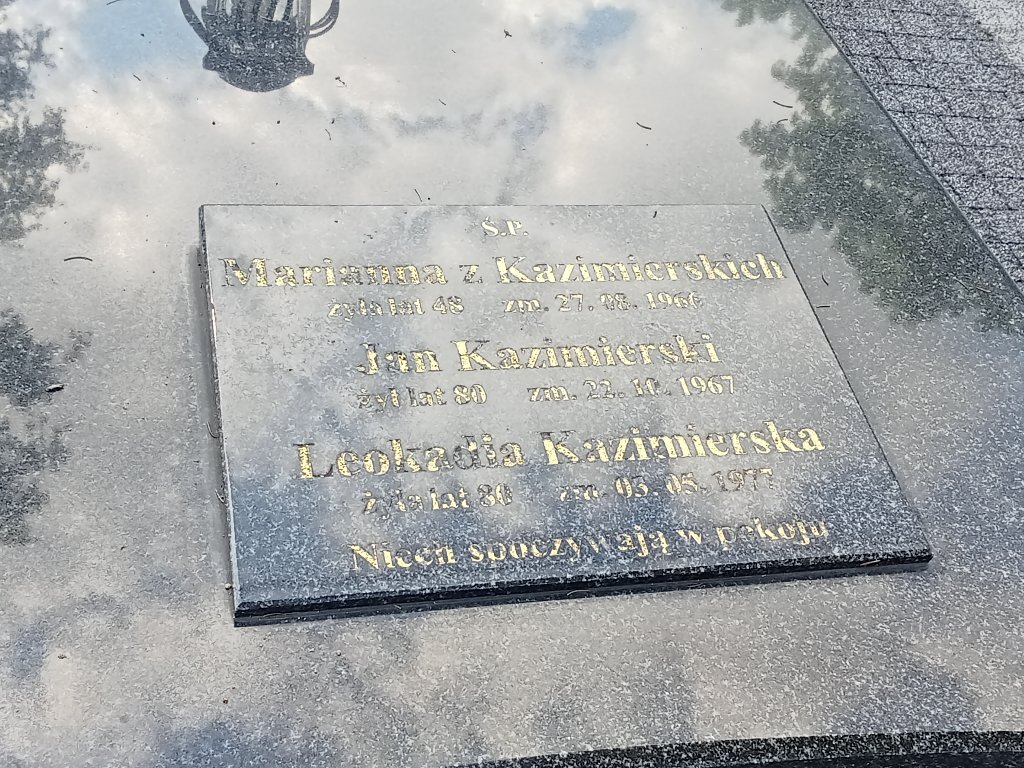 Ś.P.
Marianna z Kazimierskich
żyła lat 48 zm. 27. 08. 1966
Jan Kazimierski
żył lat 80 zm. 22. 10. 1967
Leokadia Kazimierska
żyła lat 80 zm. 05. 05. 1977
Niech spoczywają w pokoju